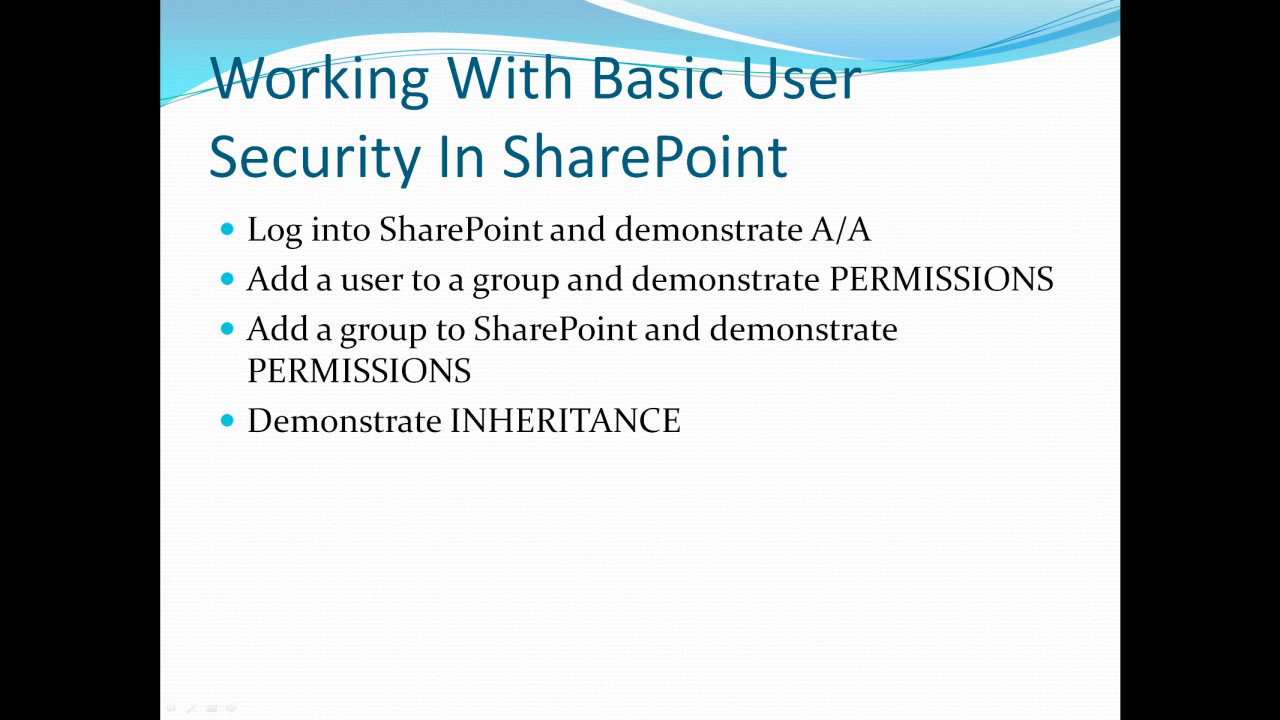 Working With Basic User
Security In SharePoint
Log into SharePoint and demonstrate A/A
Add a user to a group and demonstrate PERMISSIONS
Add a group to SharePoint and demonstrate
PERMISSIONS
Demonstrate INHERITANCE